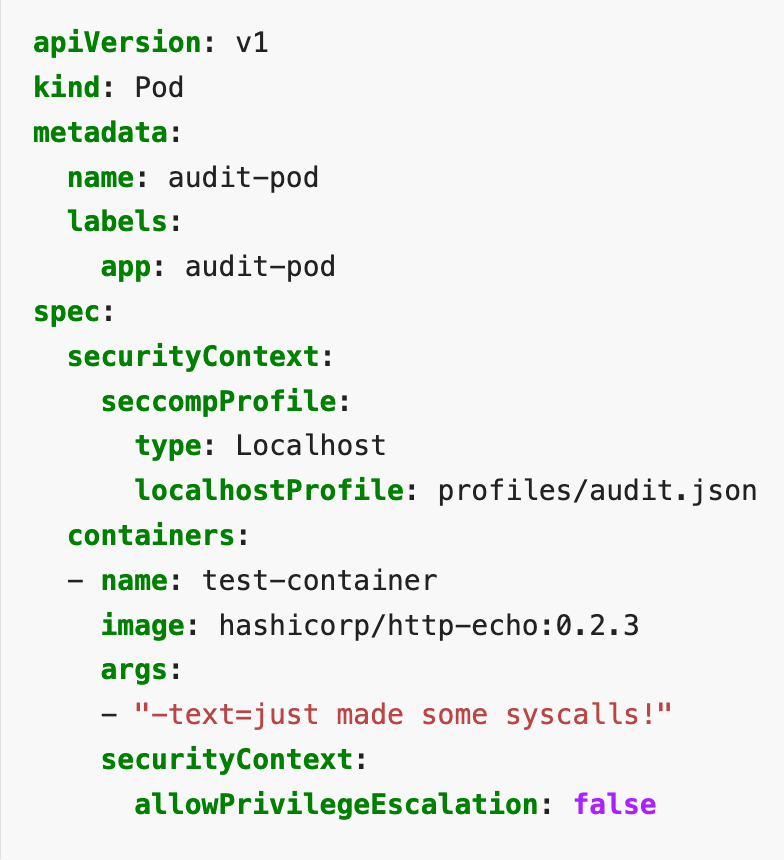 apiVersion: v1
kind: Pod
metadata:
  name: audit-pod
  labels:
    app: audit-pod
spec:
  securityContext:
    seccompProfile:
      type: Localhost
      localhostProfile: profiles/audit.json
  containers:
  - name: test-container
    image: hashicorp/http-echo:0.2.3
    args:
    - "-text=just made some syscalls!"
    securityContext:
      allowPrivilegeEscalation: false